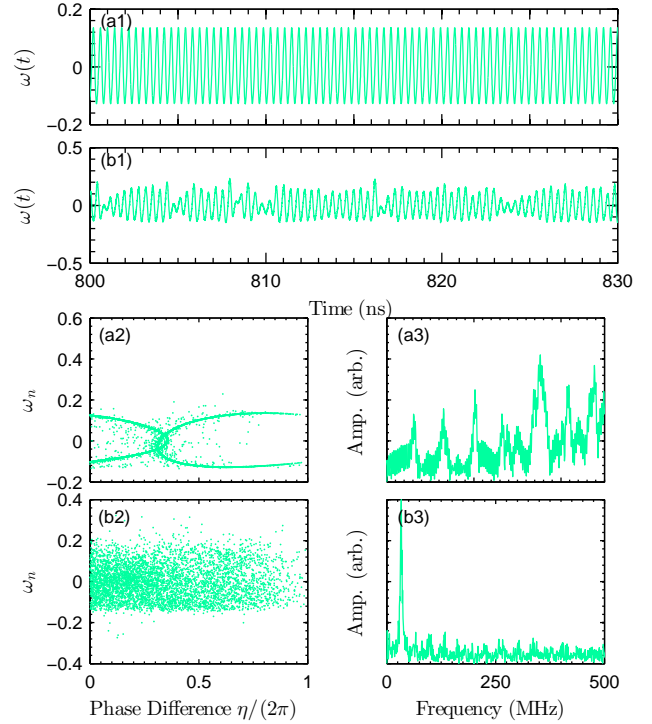 0.2
(a1)
0
−0.2
ω(t)
0.5
(b1)
0
−0.5
ω(t)
800 810 820 830
Time (ns)
0.6
(a2)
0.4
0.2
0
−0.2
ω_n
(a3)
Amp. (arb.)
0.4
(b2)
0.2
0
−0.2
−0.4
ω_n
0 0.5 1
Phase Difference η/(2π)
(b3)
Amp. (arb.)
0 250 500
Frequency (MHz)